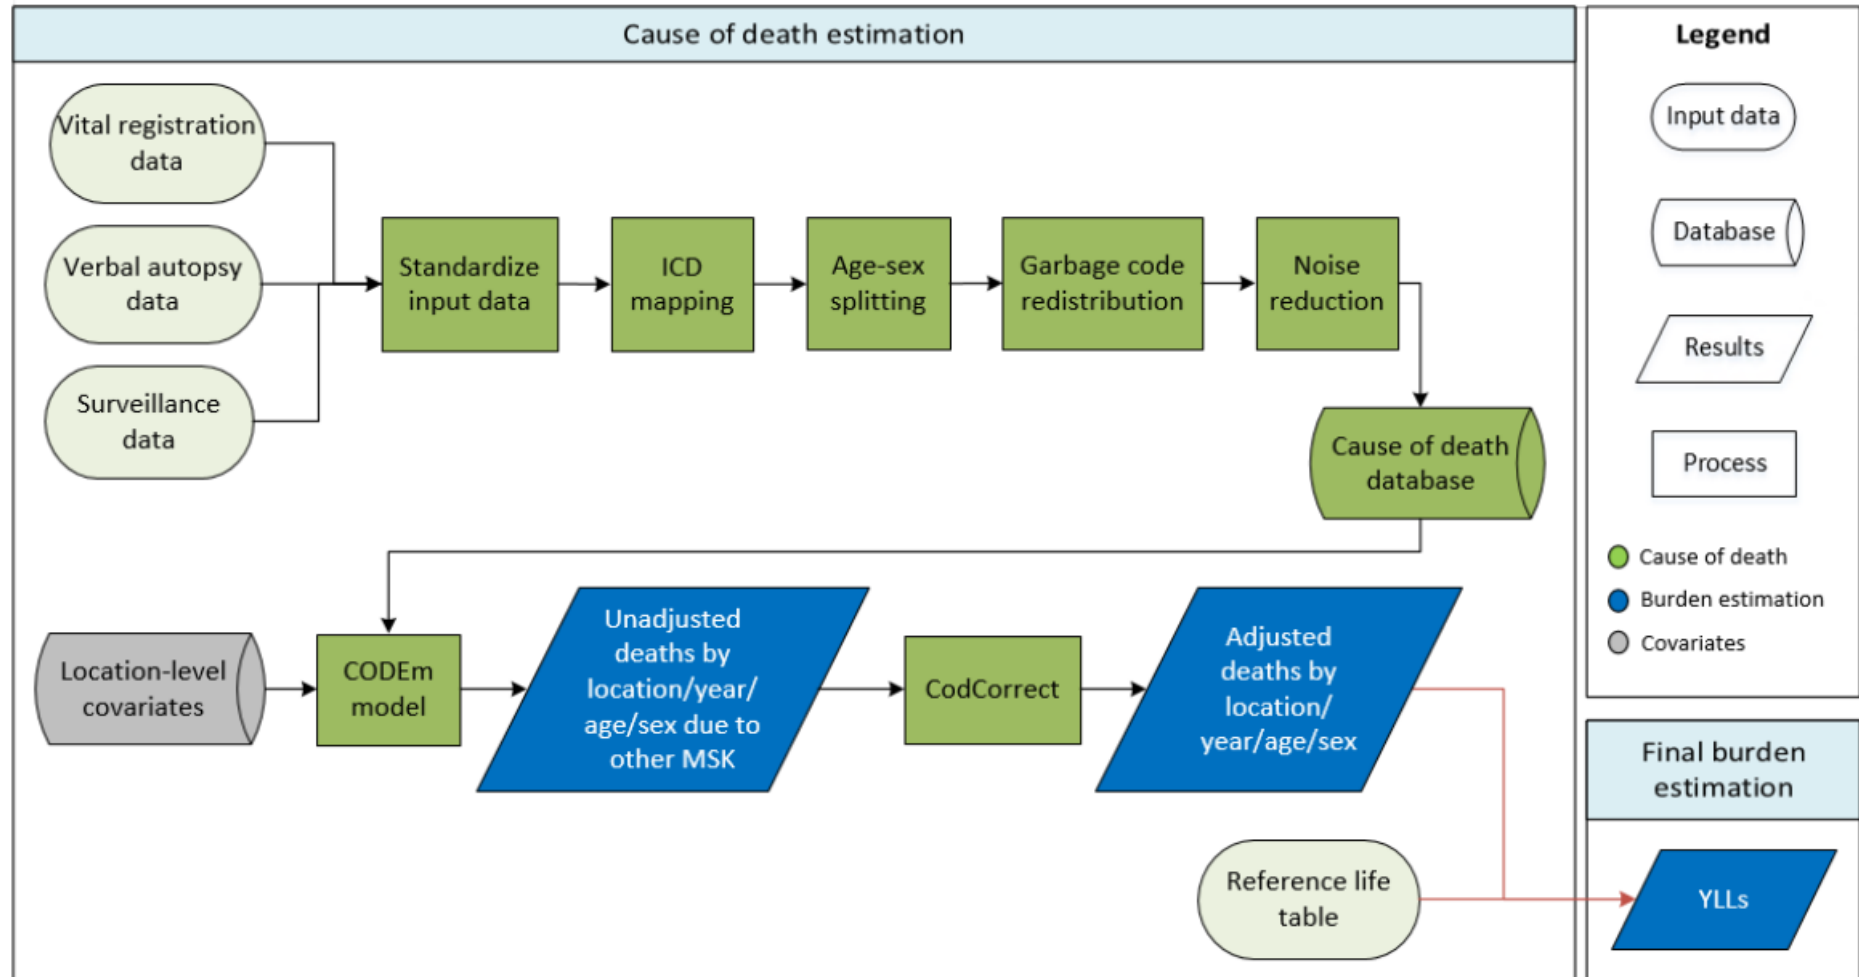 Cause of death estimation
Vital registration
data
Verbal autopsy
data
Surveillance
data
Standardize
input data
ICD
mapping
Age-sex
splitting
Garbage code
redistribution
Noise
reduction
Cause of death
database
Location-level
covariates
CODEm
model
Unadjusted
deaths by
location/year/
age/sex due to
other MSK
CodCorrect
Adjusted
deaths by
location/
year/age/sex
Reference life
table
Legend
Input data
Database
Results
Process
Cause of death
Burden estimation
Covariates
Final burden
estimation
YLLs